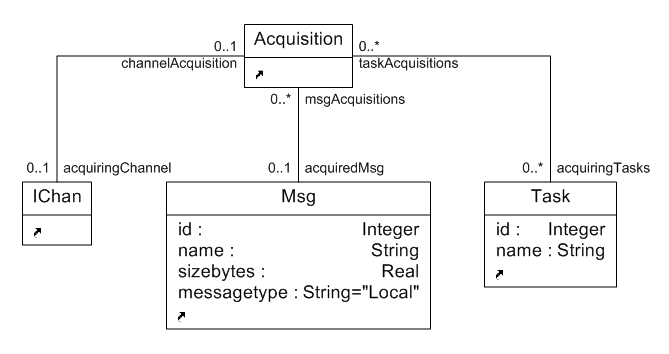 Acquisition
0..1
channelAcquisition
0..*
taskAcquisitions
0..*
msgAcquisitions
0..1
acquiringChannel
0..1
acquiredMsg
0..*
acquiringTasks
IChan
Msg
id : Integer
name : String
sizebytes : Real
messagetype : String="Local"
Task
id : Integer
name : String